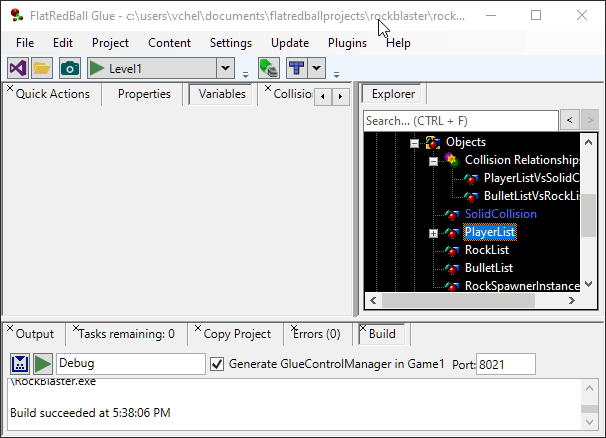 FlatRedBall Glue - c:\users\vchel\documents\flatredballprojects\rockblaster\rock...
File Edit Project Content Settings Update Plugins Help
Level1
Quick Actions Properties Variables Collision
Explorer
Search... (CTRL + F)
< >
Objects
Collision Relationships
PlayerListVsSolidC
BulletListVsRockLis
SolidCollision
PlayerList
RockList
BulletList
RockSpawnerInstance
Output Tasks remaining: 0 Copy Project Errors (0) Build
Debug Generate GlueControlManager in Game1 Port: 8021
\RockBlaster.exe
Build succeeded at 5:38:06 PM